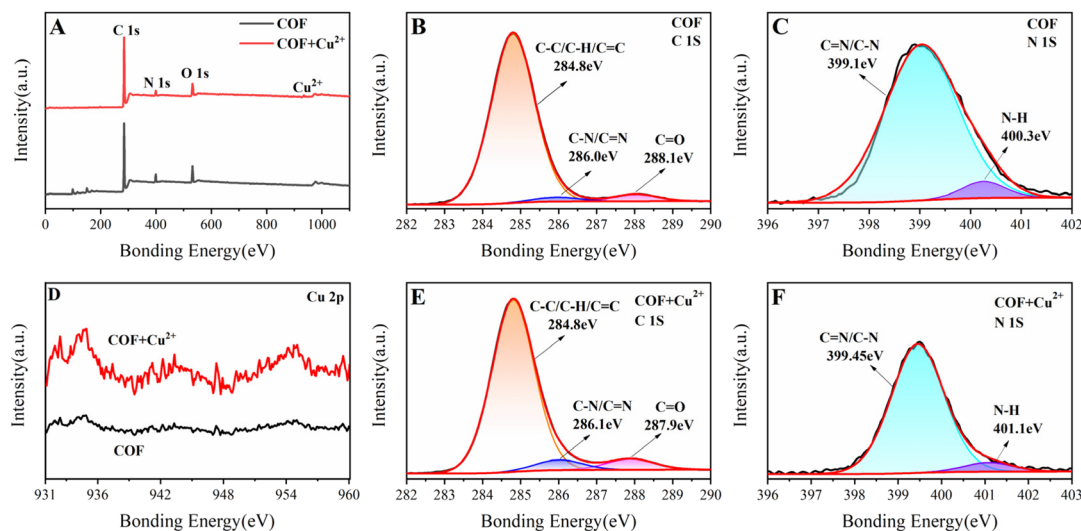 A
COF
COF+Cu²⁺
C 1s
N 1s
O 1s
Cu²⁺
Intensity(a.u.)
0 200 400 600 800 1000
Bonding Energy(eV)
B
COF
C 1S
C-C/C-H/C=C
284.8eV
C-N/C=N
286.0eV
C=O
288.1eV
Intensity(a.u.)
282 283 284 285 286 287 288 289 290
Bonding Energy(eV)
C
COF
N 1S
C=N/C-N
399.1eV
N-H
400.3eV
Intensity(a.u.)
396 397 398 399 400 401 402
Bonding Energy(eV)
D
Cu 2p
COF+Cu²⁺
COF
Intensity(a.u.)
931 936 942 948 954 960
Bonding Energy(eV)
E
COF+Cu²⁺
C 1S
C-C/C-H/C=C
284.8eV
C-N/C=N
286.1eV
C=O
287.9eV
Intensity(a.u.)
282 283 284 285 286 287 288 289 290
Bonding Energy(eV)
F
COF+Cu²⁺
N 1S
C=N/C-N
399.45eV
N-H
401.1eV
Intensity(a.u.)
396 397 398 399 400 401 402 403
Bonding Energy(eV)